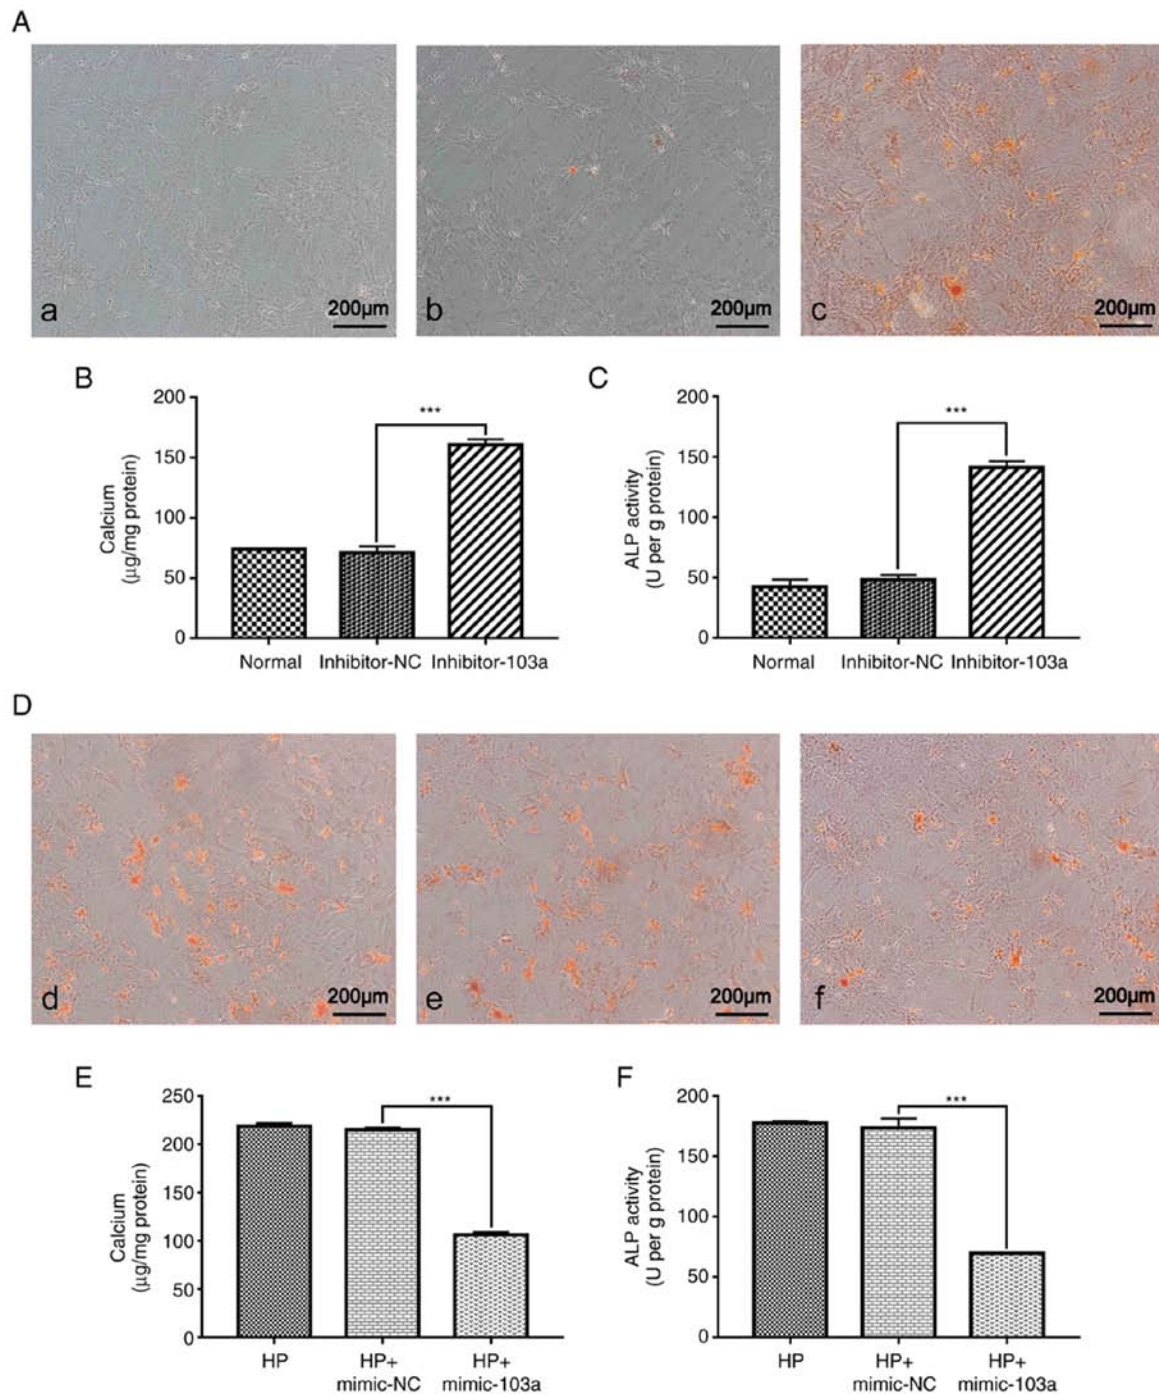 A
a
200μm
b
200μm
c
200μm
B
Calcium
(μg/mg protein)
200
150
100
50
0
***
Normal
Inhibitor-NC
Inhibitor-103a
C
ALP activity
(U per g protein)
200
150
100
50
0
***
Normal
Inhibitor-NC
Inhibitor-103a
D
d
200μm
e
200μm
f
200μm
E
Calcium
(μg/mg protein)
250
200
150
100
50
0
***
HP
HP+
mimic-NC
HP+
mimic-103a
F
ALP activity
(U per g protein)
200
150
100
50
0
***
HP
HP+
mimic-NC
HP+
mimic-103a